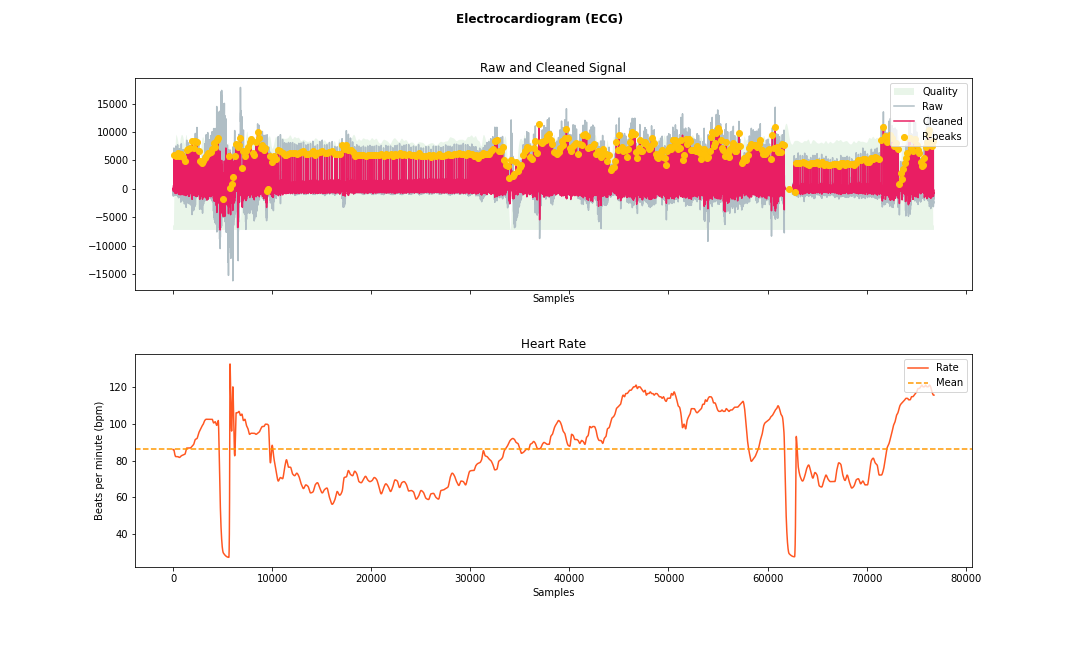 Electrocardiogram (ECG)
Raw and Cleaned Signal
Quality
Raw
Cleaned
R-peaks
15000
10000
5000
0
−5000
−10000
−15000
Samples
Heart Rate
Rate
Mean
Beats per minute (bpm)
120
100
80
60
40
0 10000 20000 30000 40000 50000 60000 70000 80000
Samples